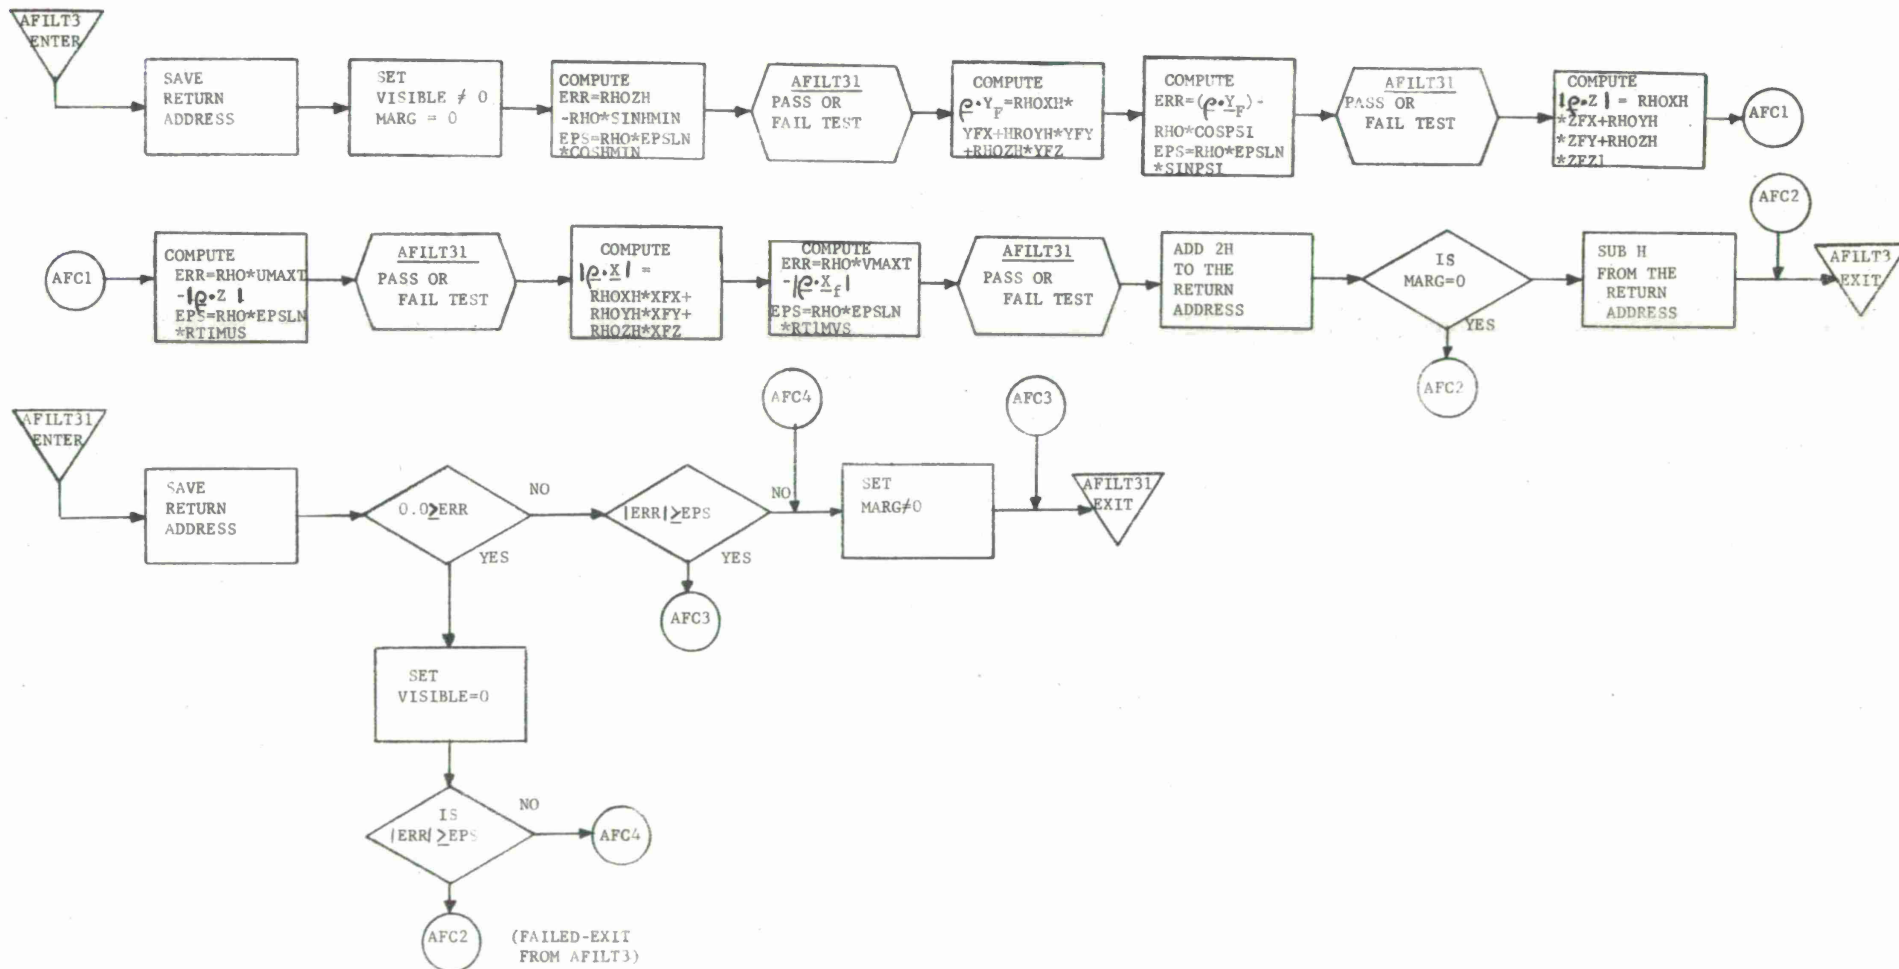 AFILT3
ENTER
SAVE
RETURN
ADDRESS
SET
VISIBLE ≠ 0
MARG = 0
COMPUTE
ERR=RHOZH
-RHO*SINHMIN
EPS=RHO*EPSLN
*COSHMIN
AFILT31
PASS OR
FAIL TEST
COMPUTE
ρ·Y_F=RHOXH*
YFX+HROYH*YFY
+RHOZH*YFZ
COMPUTE
ERR=(ρ·Y_F)-
RHO*COSPSI
EPS=RHO*EPSLN
*SINPSI
AFILT31
PASS OR
FAIL TEST
COMPUTE
|ρ·Z| = RHOXH
*ZFX+RHOYH
*ZFY+RHOZH
*ZFZ|
AFC1
AFC1
COMPUTE
ERR=RHO*UMAXT
-|ρ·Z|
EPS=RHO*EPSLN
*RTIMUS
AFILT31
PASS OR
FAIL TEST
COMPUTE
|ρ·X| =
RHOXH*XFX+
RHOYH*XFY+
RHOZH*XFZ
COMPUTE
ERR=RHO*VMAXT
-|ρ·X_f|
EPS=RHO*EPSLN
*RTIMVS
AFILT31
PASS OR
FAIL TEST
ADD 2H
TO THE
RETURN
ADDRESS
IS
MARG=0
YES
AFC2
SUB H
FROM THE
RETURN
ADDRESS
AFC2
AFILT3
EXIT
AFILT31
ENTER
SAVE
RETURN
ADDRESS
0.0≥ERR
NO
YES
|ERR|≥EPS
NO
YES
AFC3
AFC4
SET
MARG≠0
AFC3
AFILT31
EXIT
SET
VISIBLE=0
IS
|ERR|≥EPS
NO
AFC4
AFC2
(FAILED-EXIT
FROM AFILT3)